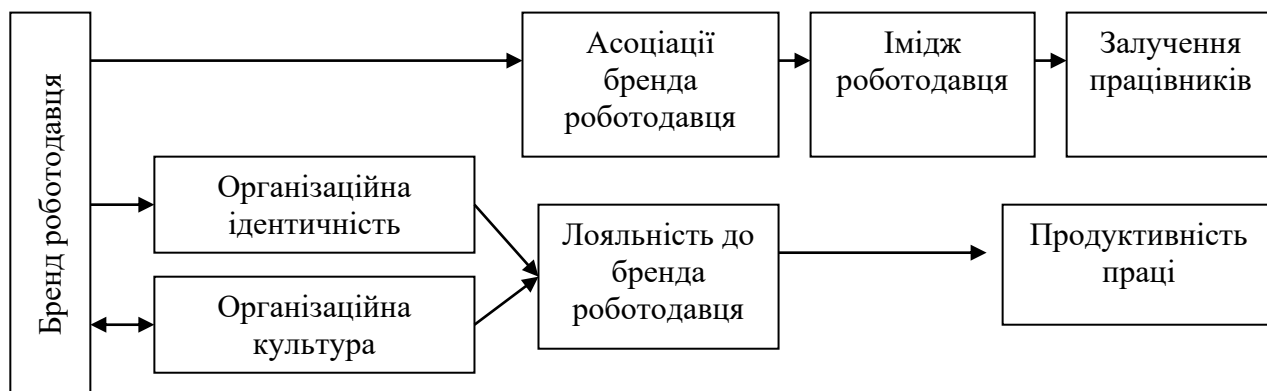 Бренд роботодавця
Асоціації
бренда
роботодавця
Імідж
роботодавця
Залучення
працівників
Організаційна
ідентичність
Організаційна
культура
Лояльність до
бренда
роботодавця
Продуктивність
праці